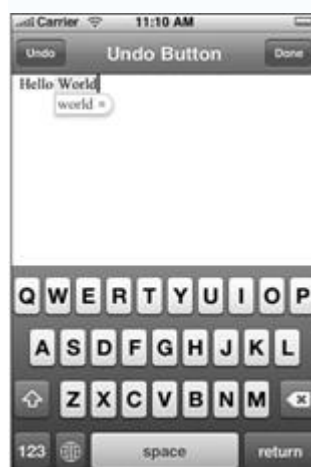 Carrier 11:10 AM
Undo Undo Button Done
Hello World
world ×
Q W E R T Y U I O P
A S D F G H J K L
Z X C V B N M
123 space return